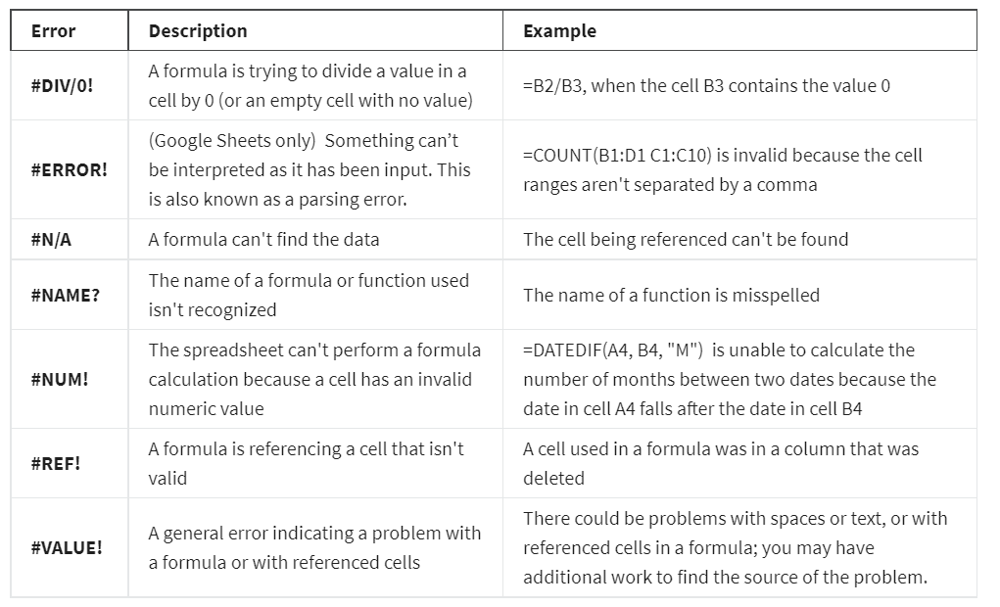 Error Description Example
#DIV/0! A formula is trying to divide a value in a
cell by 0 (or an empty cell with no value)
=B2/B3, when the cell B3 contains the value 0
#ERROR! (Google Sheets only)  Something can’t
be interpreted as it has been input. This
is also known as a parsing error.
=COUNT(B1:D1 C1:C10) is invalid because the cell
ranges aren't separated by a comma
#N/A A formula can't find the data The cell being referenced can't be found
#NAME? The name of a formula or function used
isn't recognized
The name of a function is misspelled
#NUM! The spreadsheet can't perform a formula
calculation because a cell has an invalid
numeric value
=DATEDIF(A4, B4, "M")  is unable to calculate the
number of months between two dates because the
date in cell A4 falls after the date in cell B4
#REF! A formula is referencing a cell that isn't
valid
A cell used in a formula was in a column that was
deleted
#VALUE! A general error indicating a problem with
a formula or with referenced cells
There could be problems with spaces or text, or with
referenced cells in a formula; you may have
additional work to find the source of the problem.